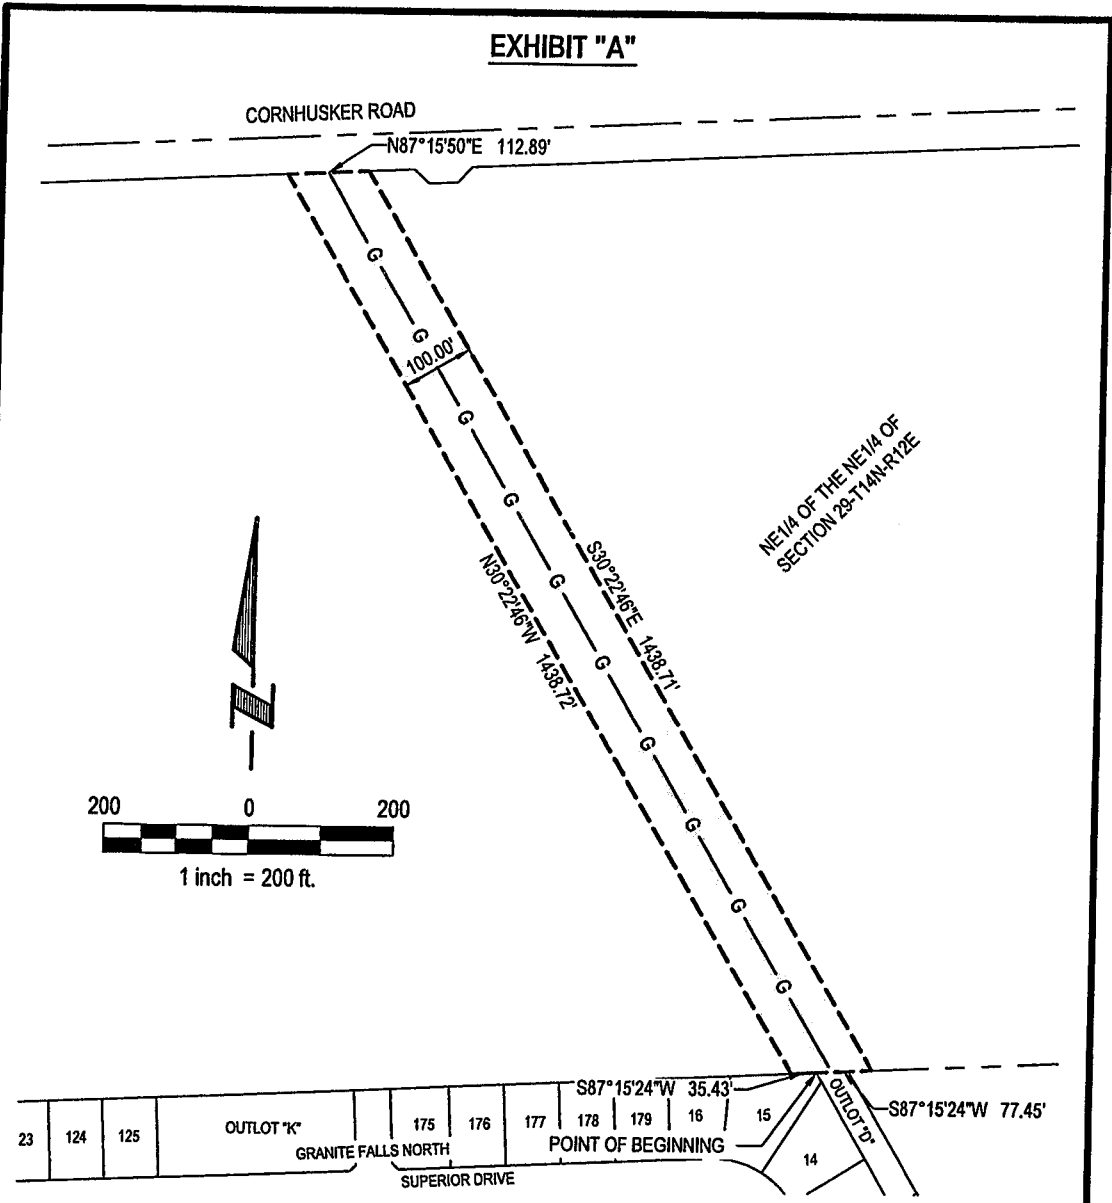 EXHIBIT "A"
CORNHUSKER ROAD
N87°15'50"E 112.89'
G
G
100.00'
G
G
NE1/4 OF THE NE1/4 OF
SECTION 29-T14N-R12E
S30°22'46"E 1438.71'
N30°22'46"W 1438.72'
G
G
G
G
G
G
200 0 200
1 inch = 200 ft.
S87°15'24"W 35.43'
OUTLOT "D"
S87°15'24"W 77.45'
23
124
125
OUTLOT "K"
175
176
177
178
179
16
15
POINT OF BEGINNING
GRANITE FALLS NORTH
14
SUPERIOR DRIVE